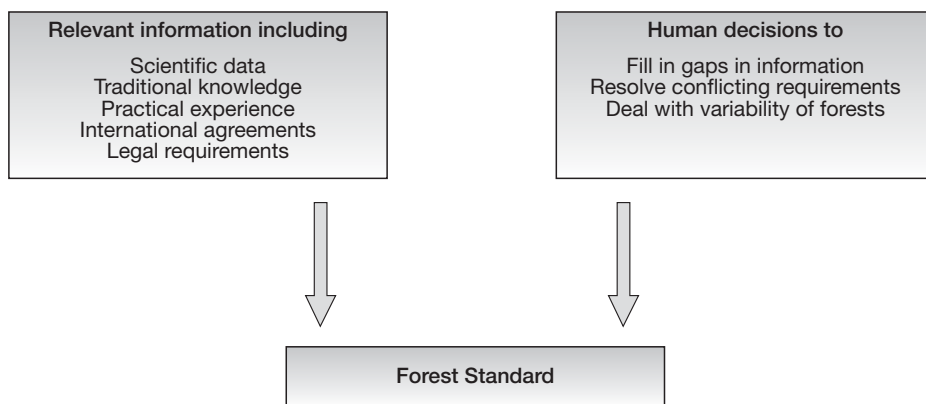 Relevant information including
Scientific data
Traditional knowledge
Practical experience
International agreements
Legal requirements
Human decisions to
Fill in gaps in information
Resolve conflicting requirements
Deal with variability of forests
Forest Standard